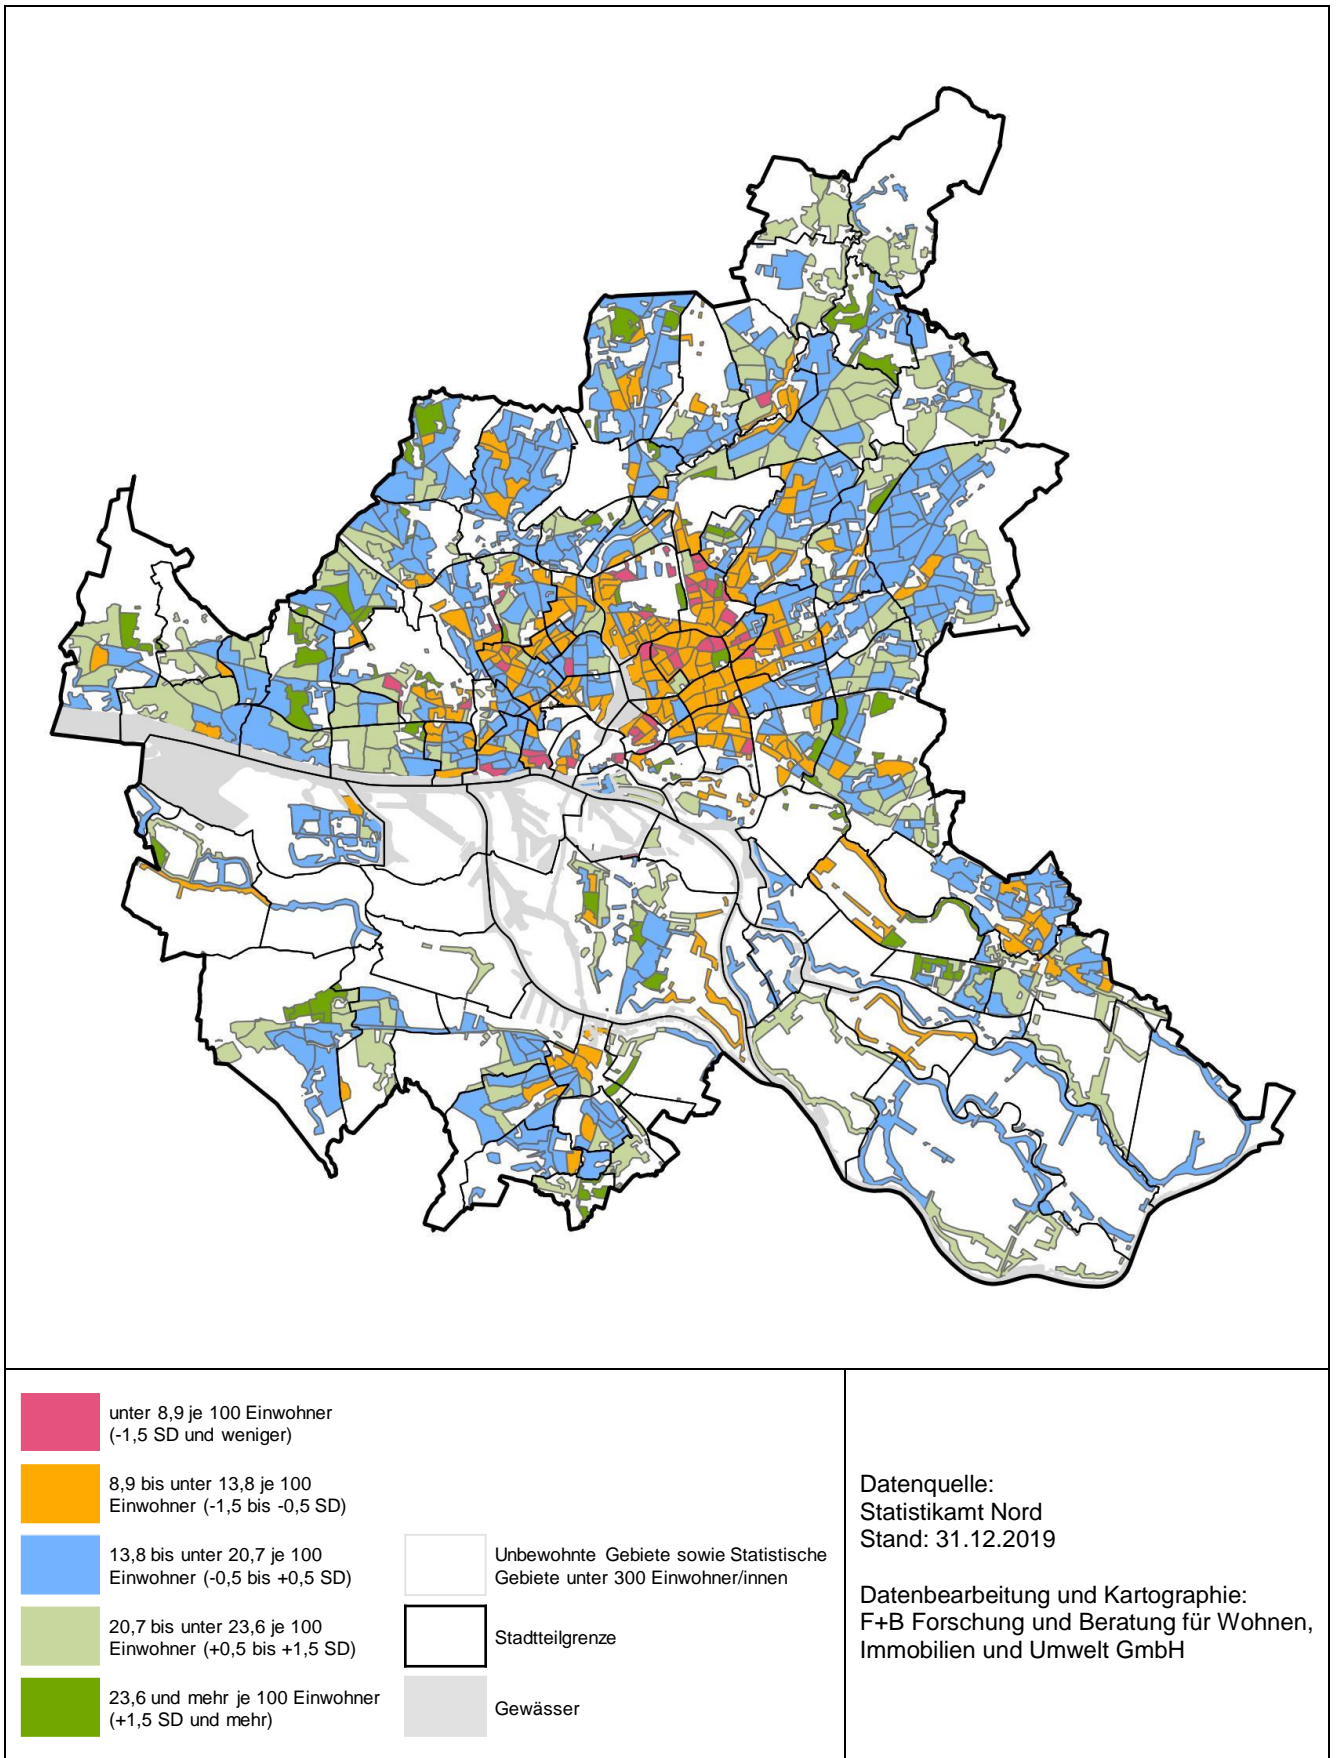 unter 8,9 je 100 Einwohner
(-1,5 SD und weniger)
8,9 bis unter 13,8 je 100
Einwohner (-1,5 bis -0,5 SD)
13,8 bis unter 20,7 je 100
Einwohner (-0,5 bis +0,5 SD)
20,7 bis unter 23,6 je 100
Einwohner (+0,5 bis +1,5 SD)
23,6 und mehr je 100 Einwohner
(+1,5 SD und mehr)
Unbewohnte Gebiete sowie Statistische
Gebiete unter 300 Einwohner/innen
Stadtteilgrenze
Gewässer
Datenquelle:
Statistikamt Nord
Stand: 31.12.2019
Datenbearbeitung und Kartographie:
F+B Forschung und Beratung für Wohnen,
Immobilien und Umwelt GmbH